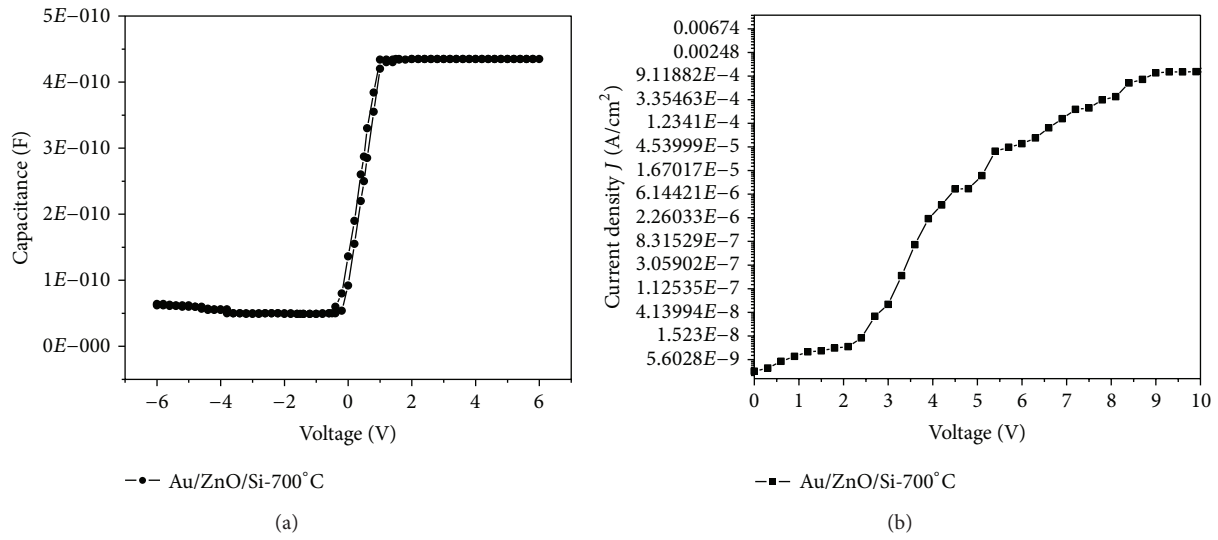 5E−010
4E−010
3E−010
2E−010
1E−010
0E−000
Capacitance (F)
−6 −4 −2 0 2 4 6
Voltage (V)
Au/ZnO/Si-700°C
(a)
0.00674
0.00248
9.11882E−4
3.35463E−4
1.2341E−4
4.53999E−5
1.67017E−5
6.14421E−6
2.26033E−6
8.31529E−7
3.05902E−7
1.12535E−7
4.13994E−8
1.523E−8
5.6028E−9
Current density J (A/cm²)
0 1 2 3 4 5 6 7 8 9 10
Voltage (V)
Au/ZnO/Si-700°C
(b)